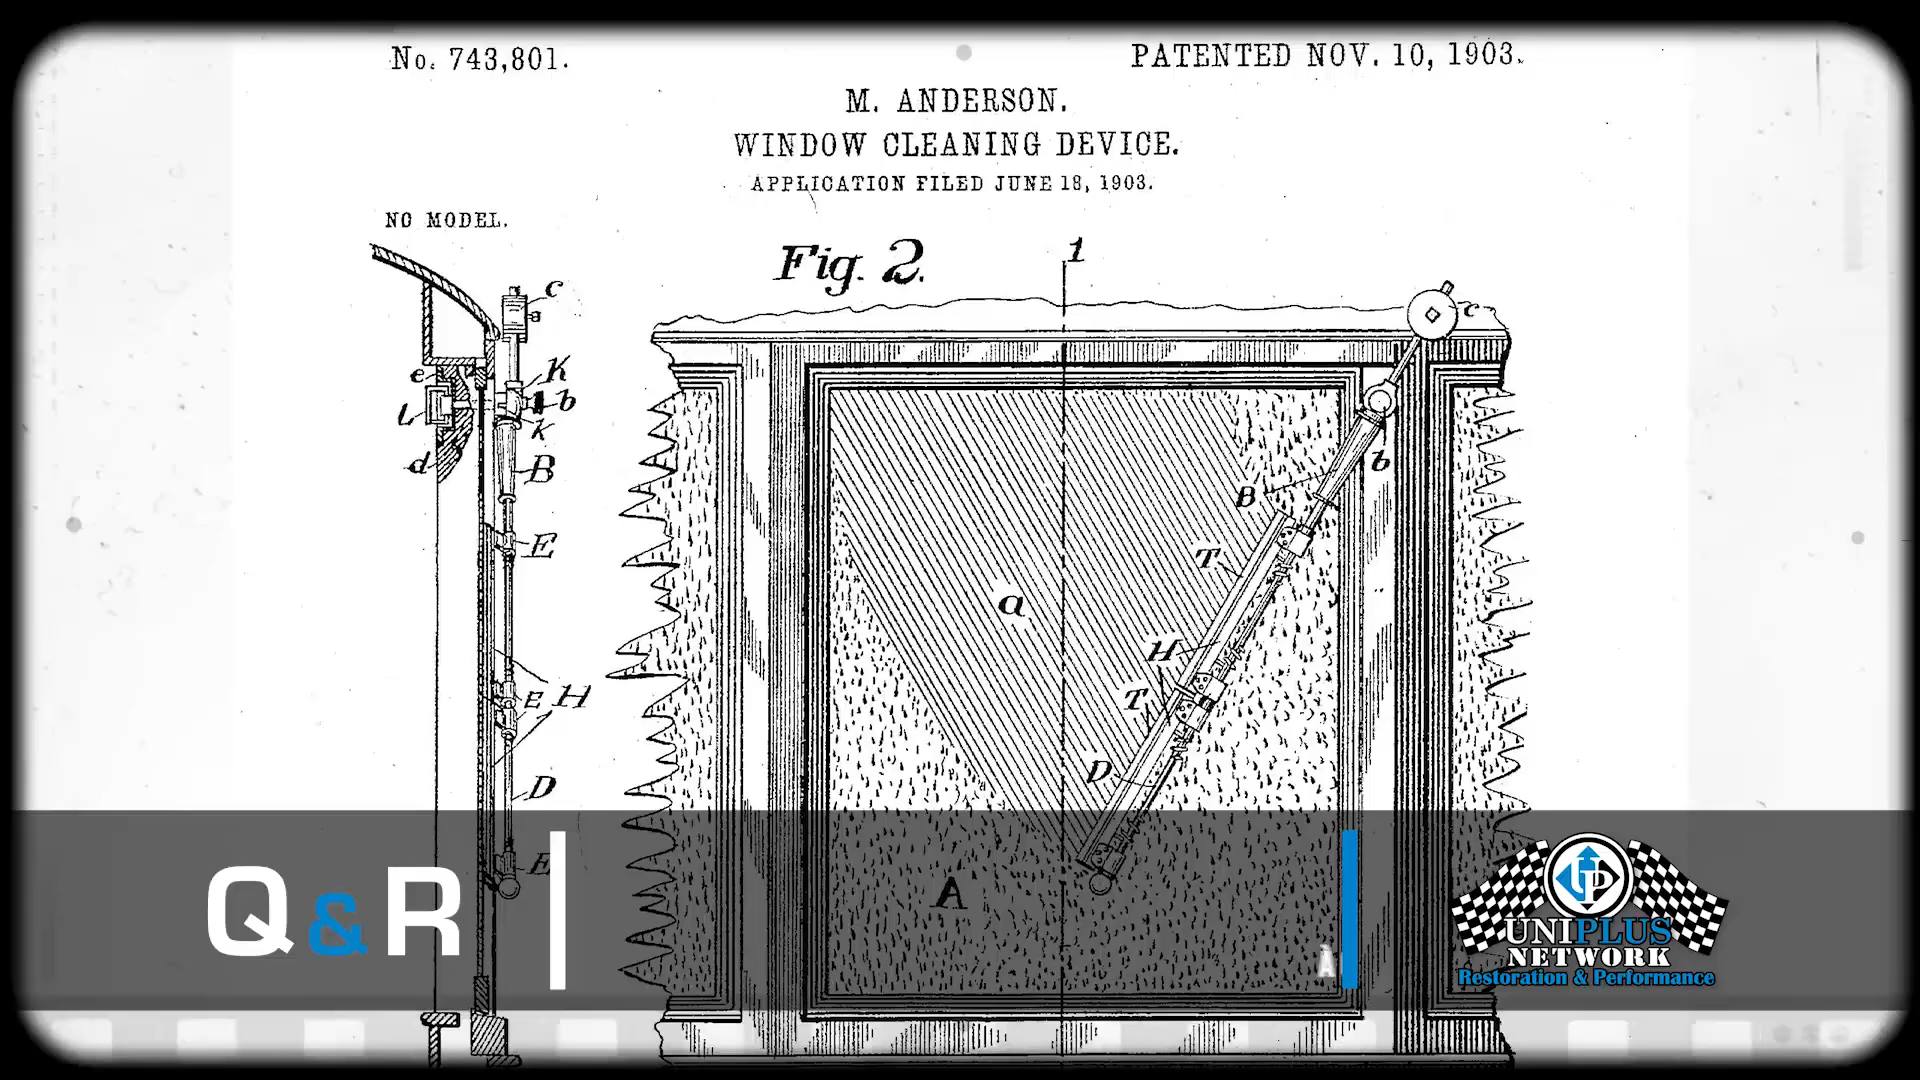 No. 743,801.
PATENTED NOV. 10, 1903.
M. ANDERSON.
WINDOW CLEANING DEVICE.
APPLICATION FILED JUNE 18, 1903.
NO MODEL.
Fig. 2.
1
c
c
e
K
l
b
k
d
B
b
B
E
T
a
H
E
H
T
D
D
E
A
Q&R
À
UP
UNIPLUS
NETWORK
Restoration & Performance